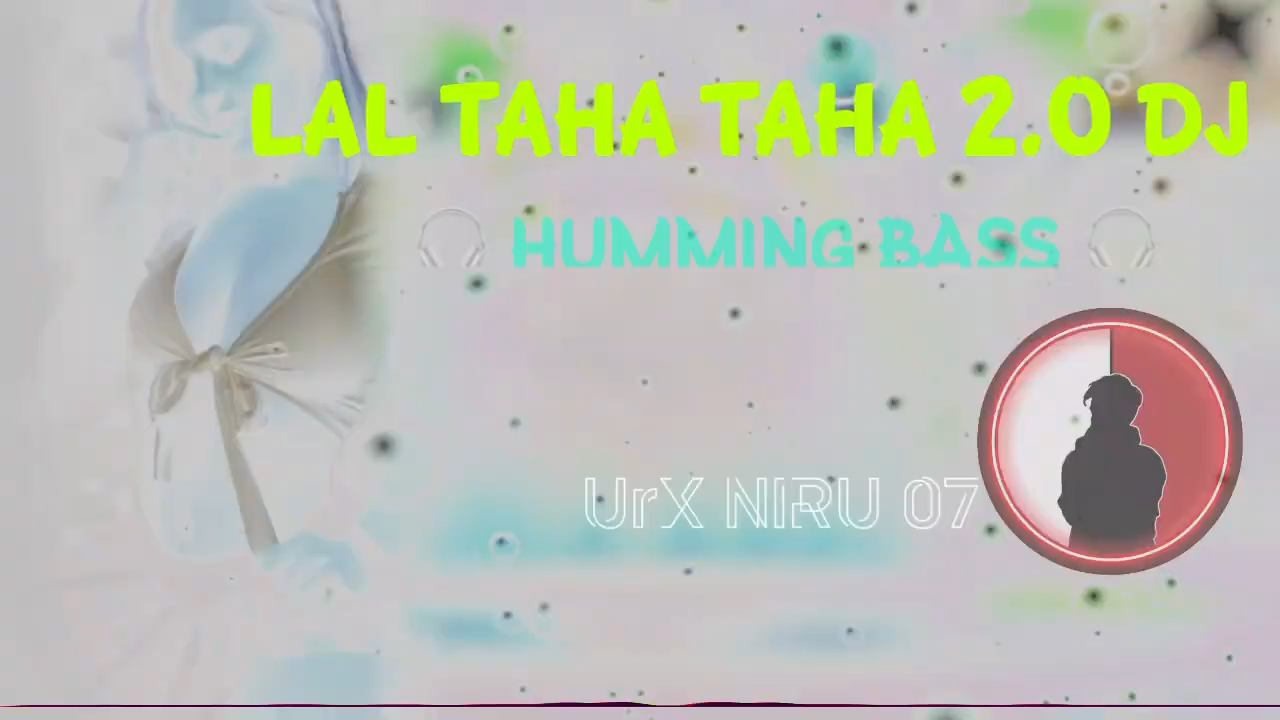 LAL TAHA TAHA 2.0 DJ
🎧 HUMMING BASS 🎧
UrX NIRU 07